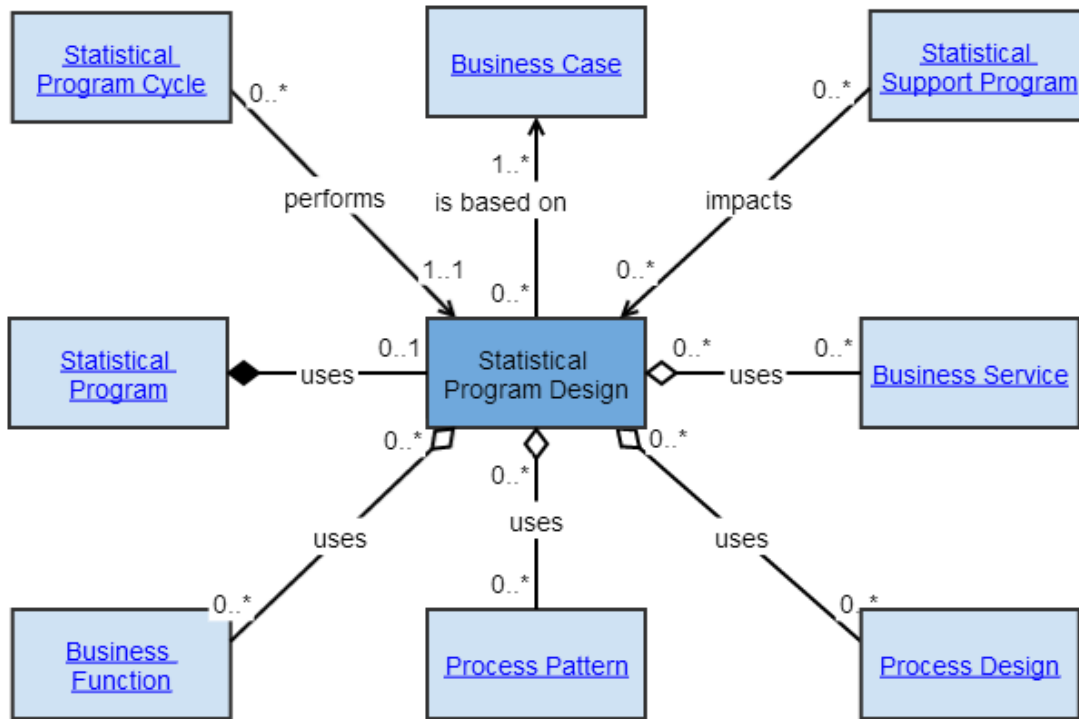 Statistical
Program Cycle
Business Case
Statistical
Support Program
0..*
0..*
1..*
performs
is based on
impacts
1..1
0..*
0..*
Statistical
Program
uses
0..1
Statistical
Program Design
0..*
uses
0..*
Business Service
0..*
0..*
0..*
uses
uses
uses
0..*
0..*
0..*
Business
Function
Process Pattern
Process Design